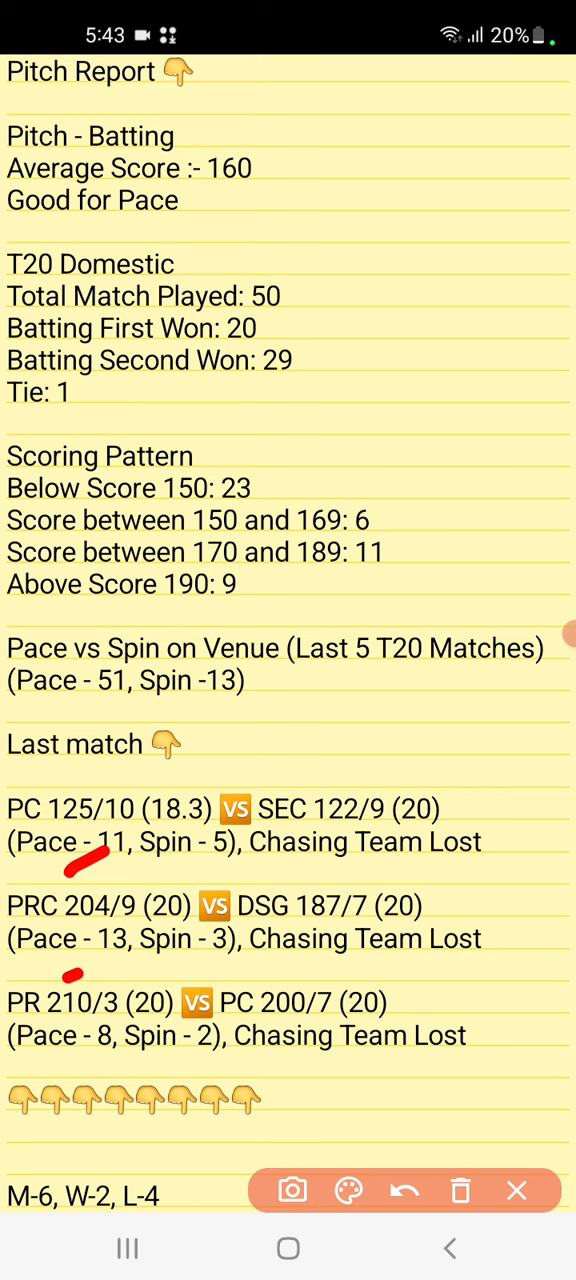 5:43
20%
Pitch Report 👇
Pitch - Batting
Average Score :- 160
Good for Pace
T20 Domestic
Total Match Played: 50
Batting First Won: 20
Batting Second Won: 29
Tie: 1
Scoring Pattern
Below Score 150: 23
Score between 150 and 169: 6
Score between 170 and 189: 11
Above Score 190: 9
Pace vs Spin on Venue (Last 5 T20 Matches)
(Pace - 51, Spin -13)
Last match 👇
PC 125/10 (18.3) 🆚 SEC 122/9 (20)
(Pace - 11, Spin - 5), Chasing Team Lost
PRC 204/9 (20) 🆚 DSG 187/7 (20)
(Pace - 13, Spin - 3), Chasing Team Lost
PR 210/3 (20) 🆚 PC 200/7 (20)
(Pace - 8, Spin - 2), Chasing Team Lost
👇👇👇👇👇👇👇👇
M-6, W-2, L-4